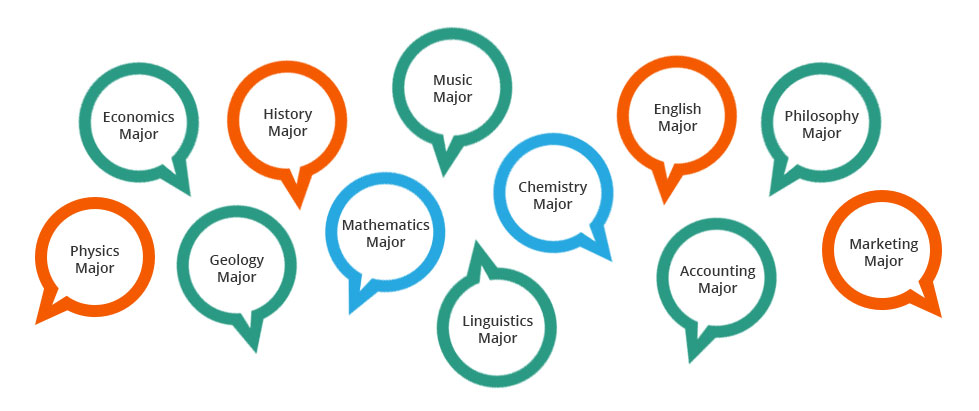 Economics
Major
History
Major
Music
Major
English
Major
Philosophy
Major
Physics
Major
Geology
Major
Mathematics
Major
Chemistry
Major
Linguistics
Major
Accounting
Major
Marketing
Major